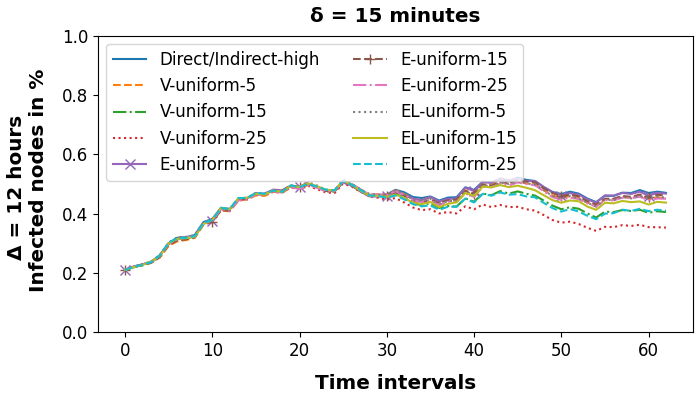 δ = 15 minutes
Δ = 12 hours
Infected nodes in %
1.0
0.8
0.6
0.4
0.2
0.0
Direct/Indirect-high
V-uniform-5
V-uniform-15
V-uniform-25
E-uniform-5
E-uniform-15
E-uniform-25
EL-uniform-5
EL-uniform-15
EL-uniform-25
0 10 20 30 40 50 60
Time intervals